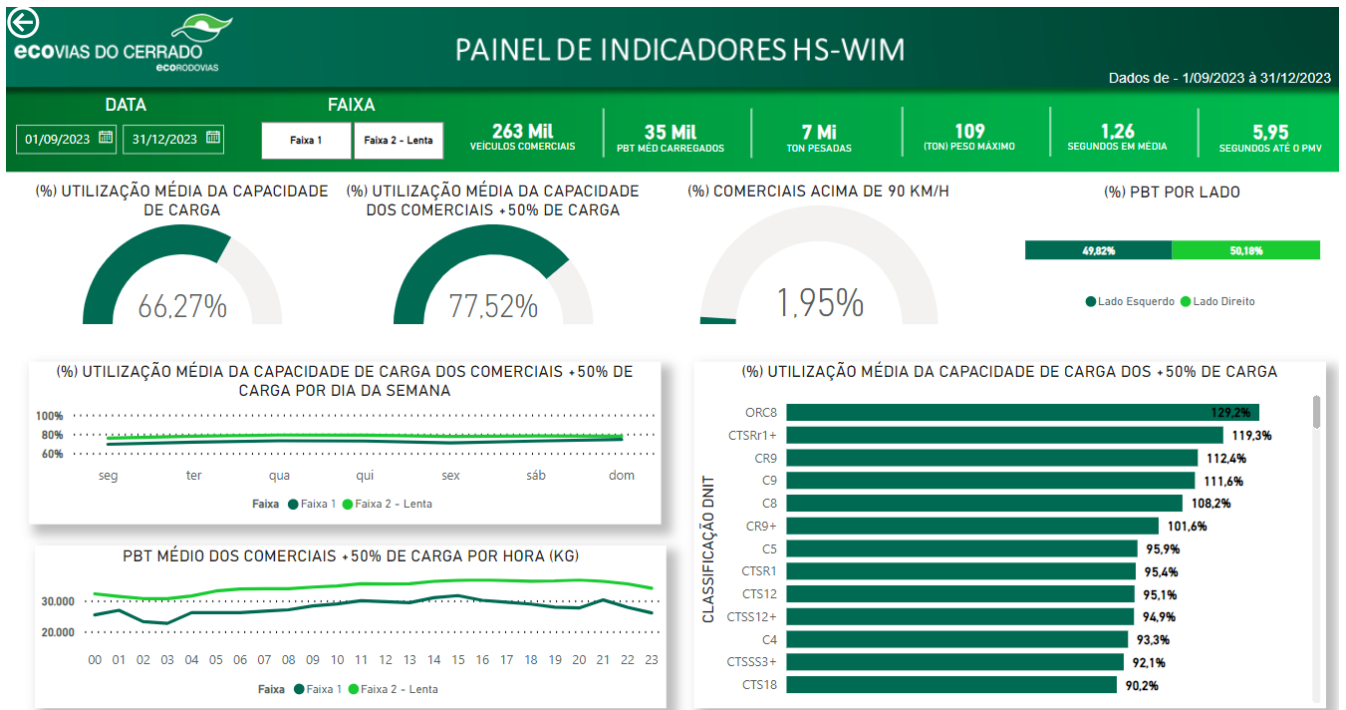 ecoVIAS DO CERRADO
ecoRODOVIAS
PAINEL DE INDICADORES HS-WIM
Dados de - 1/09/2023 à 31/12/2023
DATA
01/09/2023
31/12/2023
FAIXA
Faixa 1
Faixa 2 - Lenta
263 Mil
VEÍCULOS COMERCIAIS
35 Mil
PBT MÉD CARREGADOS
7 Mi
TON PESADAS
109
(TON) PESO MÁXIMO
1,26
SEGUNDOS EM MÉDIA
5,95
SEGUNDOS ATÉ O PMV
(%) UTILIZAÇÃO MÉDIA DA CAPACIDADE
DE CARGA
66,27%
(%) UTILIZAÇÃO MÉDIA DA CAPACIDADE
DOS COMERCIAIS +50% DE CARGA
77,52%
(%) COMERCIAIS ACIMA DE 90 KM/H
1,95%
(%) PBT POR LADO
49,82%
50,18%
Lado Esquerdo
Lado Direito
(%) UTILIZAÇÃO MÉDIA DA CAPACIDADE DE CARGA DOS COMERCIAIS +50% DE
CARGA POR DIA DA SEMANA
100%
80%
60%
seg ter qua qui sex sáb dom
Faixa Faixa 1 Faixa 2 - Lenta
PBT MÉDIO DOS COMERCIAIS +50% DE CARGA POR HORA (KG)
30.000
20.000
00 01 02 03 04 05 06 07 08 09 10 11 12 13 14 15 16 17 18 19 20 21 22 23
Faixa Faixa 1 Faixa 2 - Lenta
(%) UTILIZAÇÃO MÉDIA DA CAPACIDADE DE CARGA DOS +50% DE CARGA
CLASSIFICAÇÃO DNIT
ORC8 129,2%
CTSRr1+ 119,3%
CR9 112,4%
C9 111,6%
C8 108,2%
CR9+ 101,6%
C5 95,9%
CTSR1 95,4%
CTS12 95,1%
CTSS12+ 94,9%
C4 93,3%
CTSSS3+ 92,1%
CTS18 90,2%